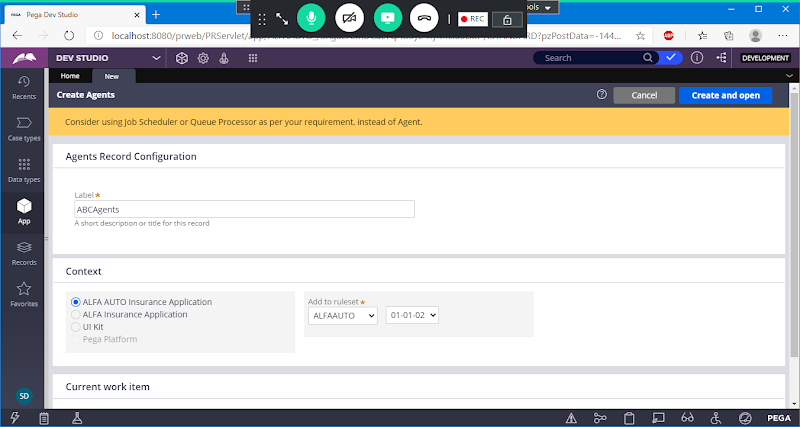 PEGA Pega Dev Studio
REC
ools
localhost:8080/prweb/PRServlet/app/
RD?pzPostData=-144...
DEV STUDIO
Search
DEVELOPMENT
Home
New
Recents
Create Agents
Cancel
Create and open
Consider using Job Scheduler or Queue Processor as per your requirement, instead of Agent.
Case types
Agents Record Configuration
Data types
Label *
ABCAgents
A short description or title for this record
App
Records
Context
Favorites
ALFA AUTO Insurance Application
ALFA Insurance Application
UI Kit
Pega Platform
Add to ruleset *
ALFAAUTO
01-01-02
Current work item
SD
PEGA